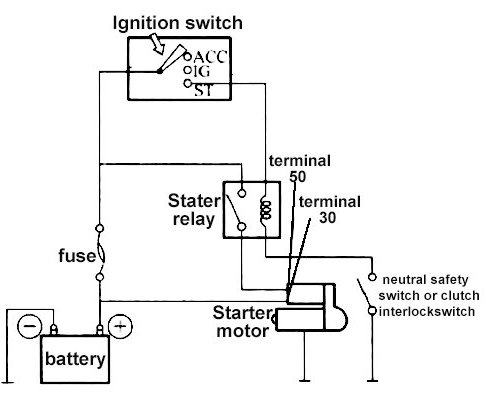 Ignition switch
ACC
IG
ST
terminal
50
terminal
30
Stater
relay
fuse
neutral safety
switch or clutch
interlockswitch
Starter
motor
−
+
battery